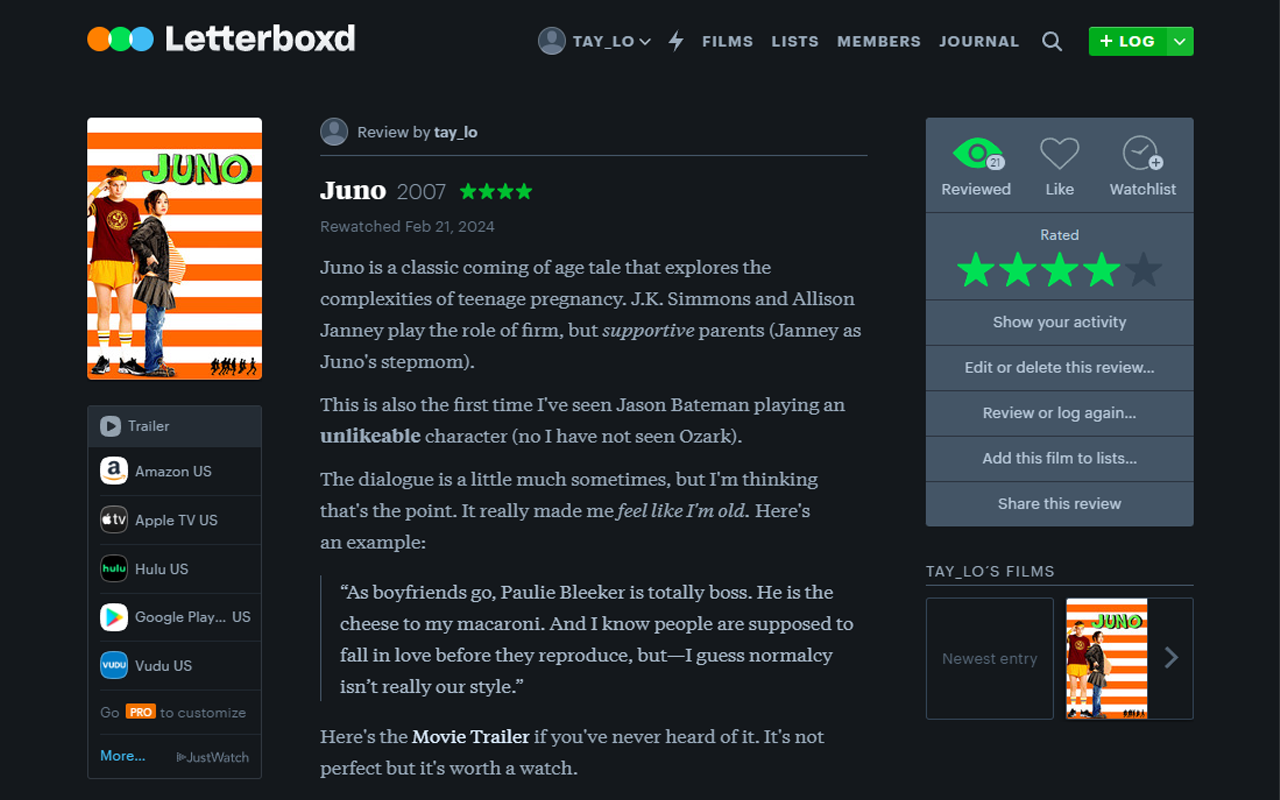 Letterboxd
TAY_LO
FILMS
LISTS
MEMBERS
JOURNAL
+ LOG
JUNO
Trailer
Amazon US
tv
Apple TV US
hulu
Hulu US
Google Play... US
VUDU
Vudu US
Go PRO to customize
More...
JustWatch
Review by tay_lo
Juno 2007 ★★★★
Rewatched Feb 21, 2024
Juno is a classic coming of age tale that explores the
complexities of teenage pregnancy. J.K. Simmons and Allison
Janney play the role of firm, but supportive parents (Janney as
Juno's stepmom).
This is also the first time I've seen Jason Bateman playing an
unlikeable character (no I have not seen Ozark).
The dialogue is a little much sometimes, but I'm thinking
that's the point. It really made me feel like I'm old. Here's
an example:
“As boyfriends go, Paulie Bleeker is totally boss. He is the
cheese to my macaroni. And I know people are supposed to
fall in love before they reproduce, but—I guess normalcy
isn’t really our style.”
Here's the Movie Trailer if you've never heard of it. It's not
perfect but it's worth a watch.
21
Reviewed
Like
Watchlist
Rated
Show your activity
Edit or delete this review...
Review or log again...
Add this film to lists...
Share this review
TAY_LO'S FILMS
Newest entry
JUNO